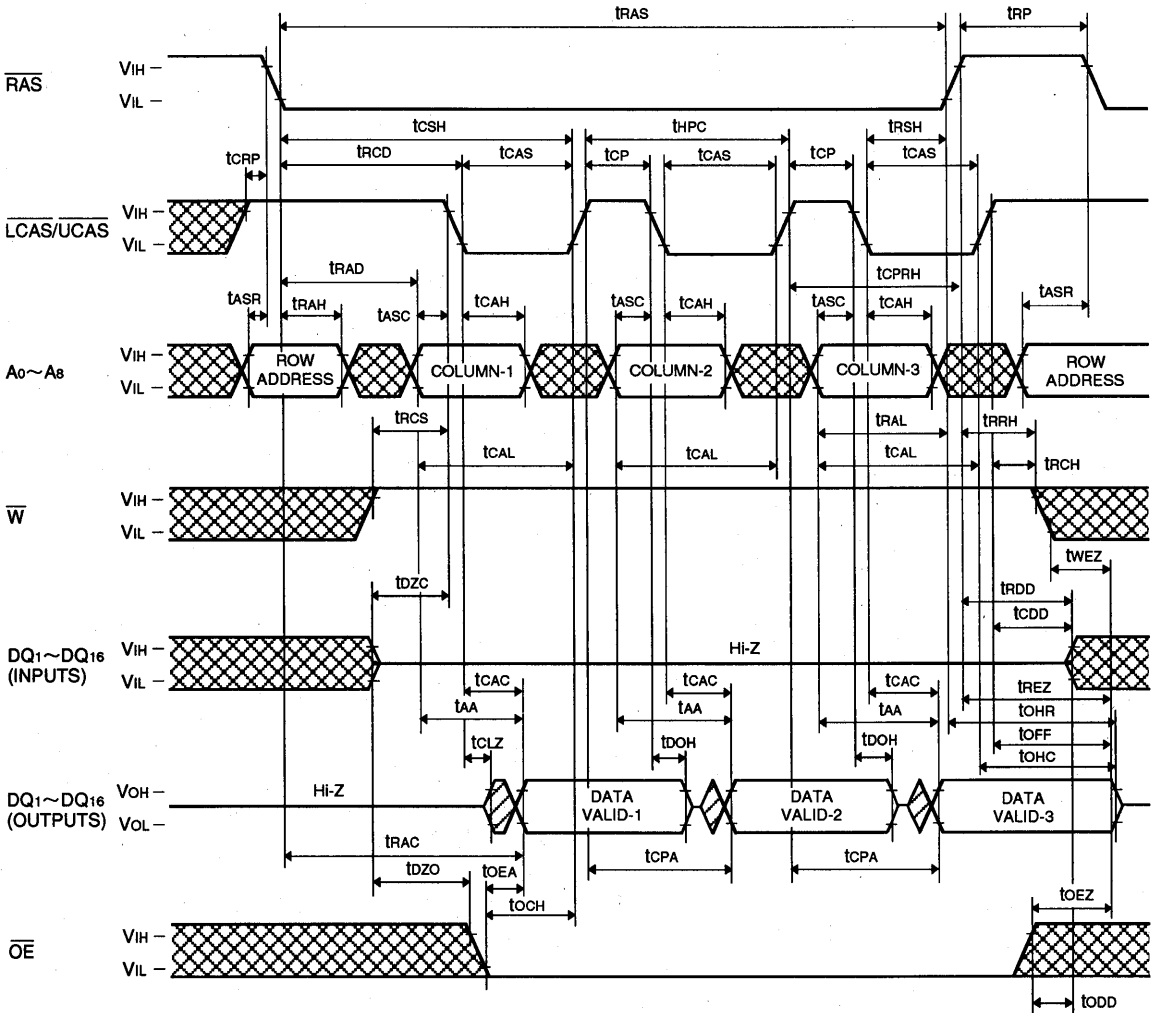 tRAS tRP
RAS VIH
VIL
tCSH tHPC tRSH
tCRP tRCD tCAS tCP tCAS tCP tCAS
LCAS/UCAS VIH
VIL
tRAD tCPRH
tASR tRAH tASC tCAH tASC tCAH tASC tCAH tASR
A0~A8 VIH
VIL
ROW ADDRESS COLUMN-1 COLUMN-2 COLUMN-3 ROW ADDRESS
tRCS tRAL tRRH
tCAL tCAL tCAL tRCH
W VIH
VIL
tWEZ
tDZC tRDD
tCDD
DQ1~DQ16 (INPUTS) VIH
VIL
Hi-Z
tCAC tCAC tCAC tREZ
tAA tAA tAA tOHR
tCLZ tDOH tDOH tOFF
tOHC
DQ1~DQ16 (OUTPUTS) VOH
VOL
Hi-Z DATA VALID-1 DATA VALID-2 DATA VALID-3
tRAC tCPA tCPA
tDZO tOEA tOEZ
tOCH
OE VIH
VIL
tODD